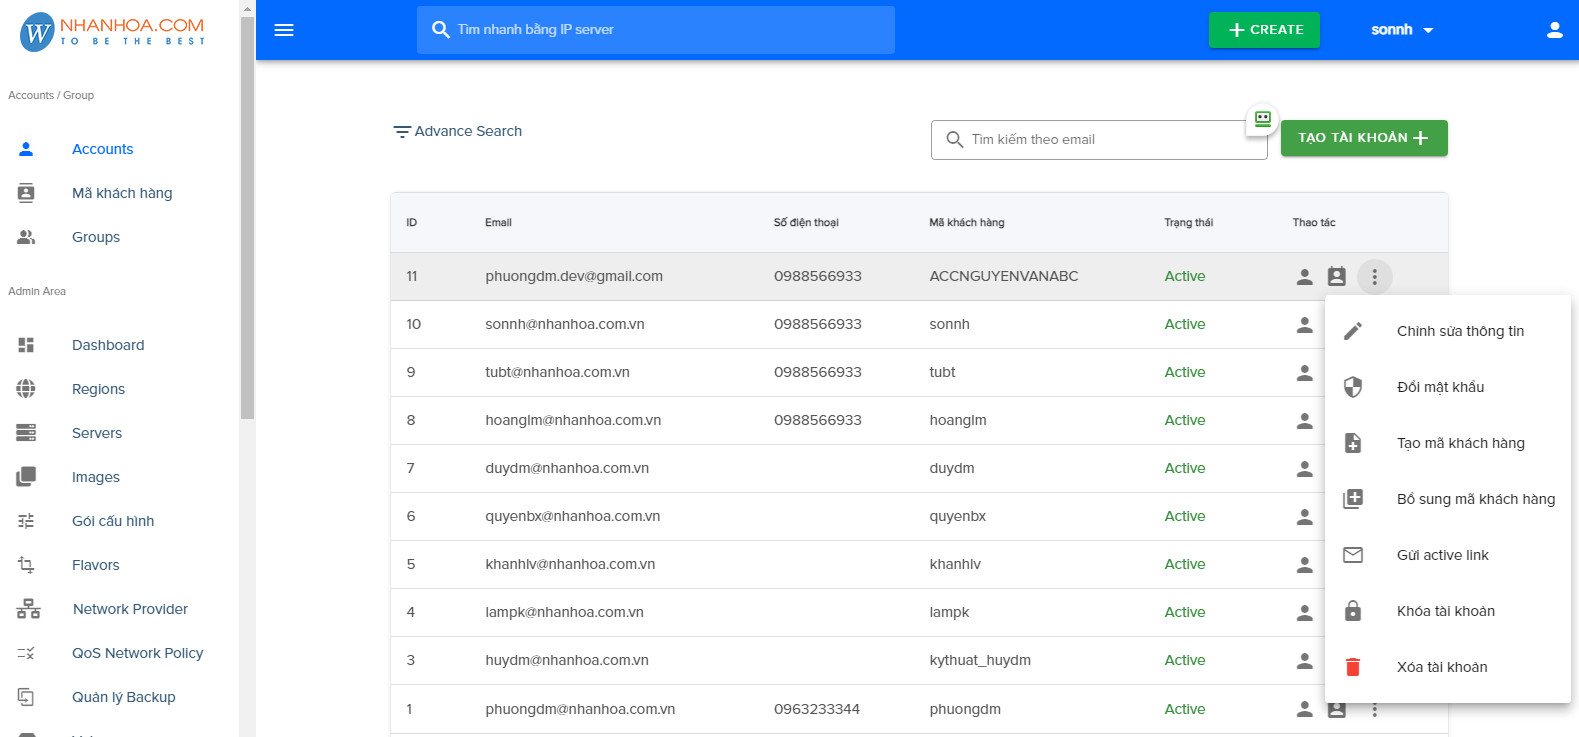 NHANHOA.COM
TO BE THE BEST
Tìm nhanh bằng IP server
CREATE
sonnh
Accounts / Group
Accounts
Mã khách hàng
Groups
Admin Area
Dashboard
Regions
Servers
Images
Gói cấu hình
Flavors
Network Provider
QoS Network Policy
Quản lý Backup
Advance Search
Tìm kiếm theo email
TẠO TÀI KHOẢN
ID Email Số điện thoại Mã khách hàng Trạng thái Thao tác
11 phuongdm.dev@gmail.com 0988566933 ACCNGUYENVANABC Active
10 sonnh@nhanhoa.com.vn 0988566933 sonnh Active
9 tubt@nhanhoa.com.vn 0988566933 tubt Active
8 hoanglm@nhanhoa.com.vn 0988566933 hoanglm Active
7 duydm@nhanhoa.com.vn duydm Active
6 quyenbx@nhanhoa.com.vn quyenbx Active
5 khanhlv@nhanhoa.com.vn khanhlv Active
4 lampk@nhanhoa.com.vn lampk Active
3 huydm@nhanhoa.com.vn kythuat_huydm Active
1 phuongdm@nhanhoa.com.vn 0963233344 phuongdm Active
Chỉnh sửa thông tin
Đổi mật khẩu
Tạo mã khách hàng
Bổ sung mã khách hàng
Gửi active link
Khóa tài khoản
Xóa tài khoản